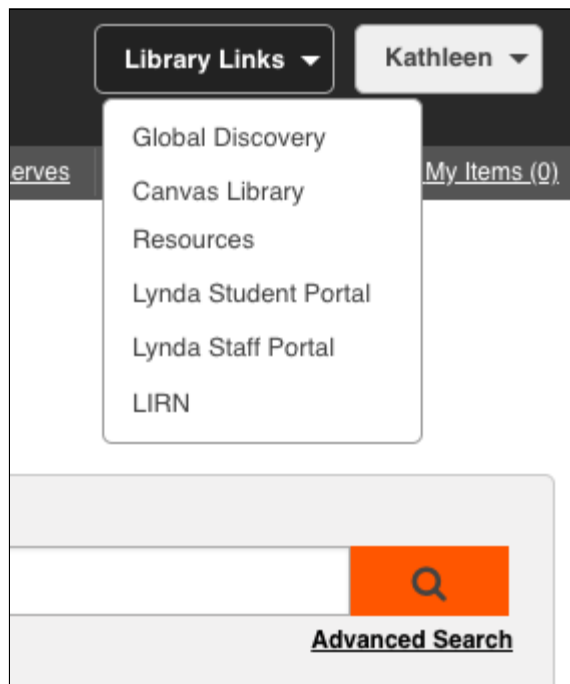 Library Links
Kathleen
Global Discovery
erves
My Items (0)
Canvas Library
Resources
Lynda Student Portal
Lynda Staff Portal
LIRN
Advanced Search